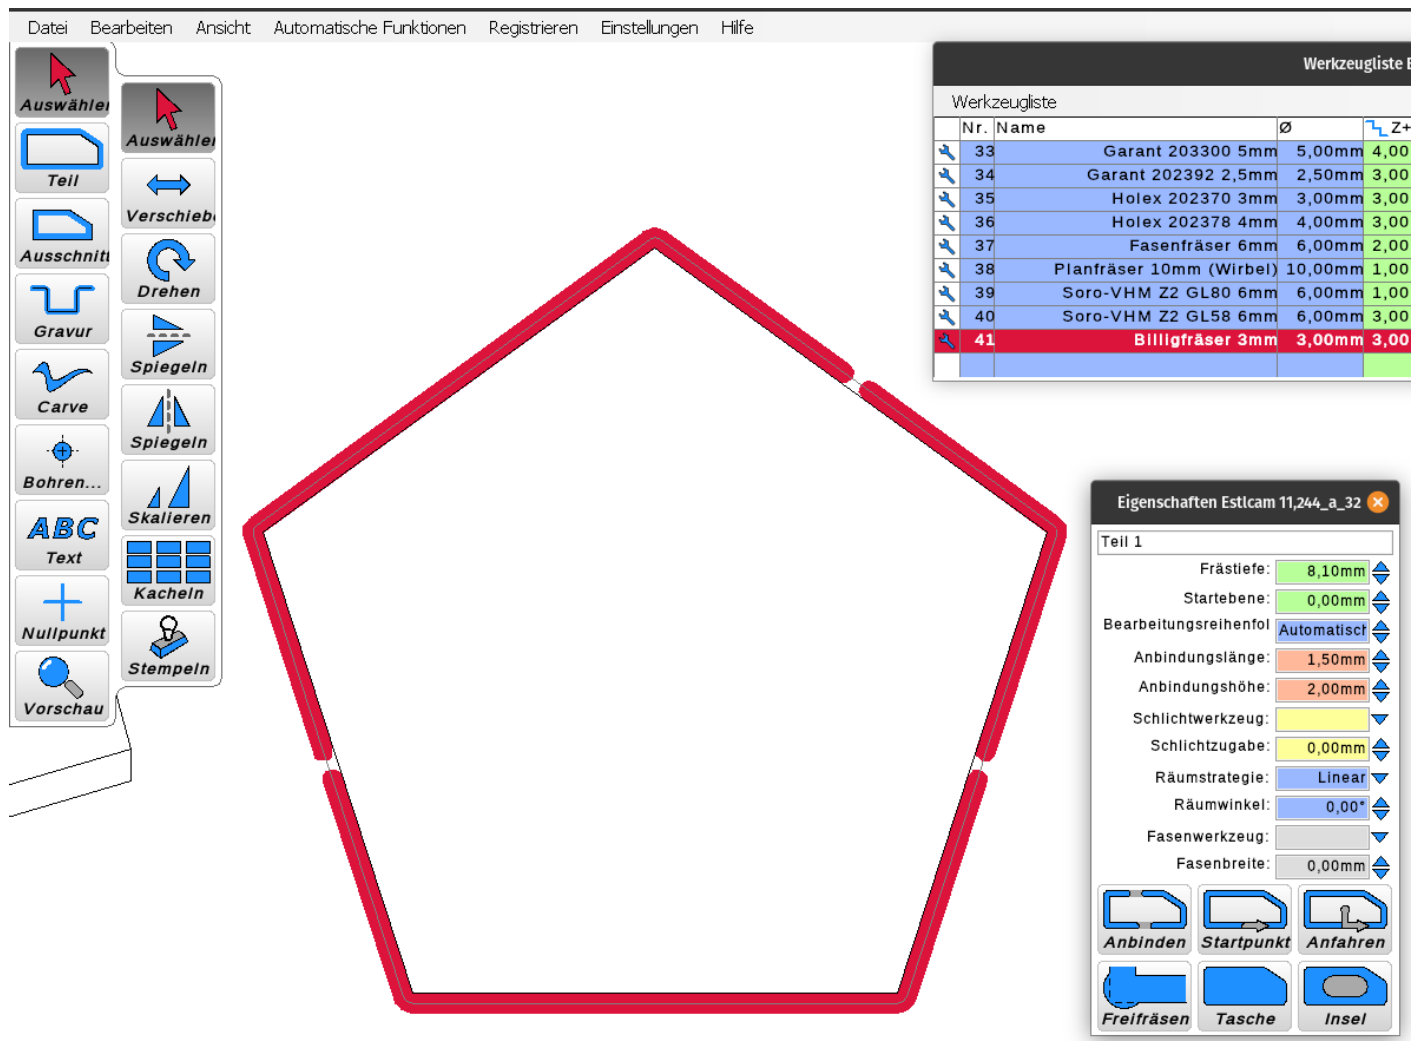 Datei Bearbeiten Ansicht Automatische Funktionen Registrieren Einstellungen Hilfe
Auswähler
Teil
Ausschnitt
Gravur
Carve
Bohren...
ABC
Text
Nullpunkt
Vorschau
Auswähler
Verschiebe
Drehen
Spiegeln
Spiegeln
Skalieren
Kacheln
Stempeln
Werkzeugliste E
Werkzeugliste
Nr. Name Ø Z+
33 Garant 203300 5mm 5,00mm 4,00
34 Garant 202392 2,5mm 2,50mm 3,00
35 Holex 202370 3mm 3,00mm 3,00
36 Holex 202378 4mm 4,00mm 3,00
37 Fasenfräser 6mm 6,00mm 2,00
38 Planfräser 10mm (Wirbel) 10,00mm 1,00
39 Soro-VHM Z2 GL80 6mm 6,00mm 1,00
40 Soro-VHM Z2 GL58 6mm 6,00mm 3,00
41 Billigfräser 3mm 3,00mm 3,00
Eigenschaften Estlcam 11,244_a_32
Teil 1
Frästiefe: 8,10mm
Startebene: 0,00mm
Bearbeitungsreihenfol Automatisch
Anbindungslänge: 1,50mm
Anbindungshöhe: 2,00mm
Schlichtwerkzeug:
Schlichtzugabe: 0,00mm
Räumstrategie: Linear
Räumwinkel: 0,00°
Fasenwerkzeug:
Fasenbreite: 0,00mm
Anbinden Startpunkt Anfahren
Freifräsen Tasche Insel